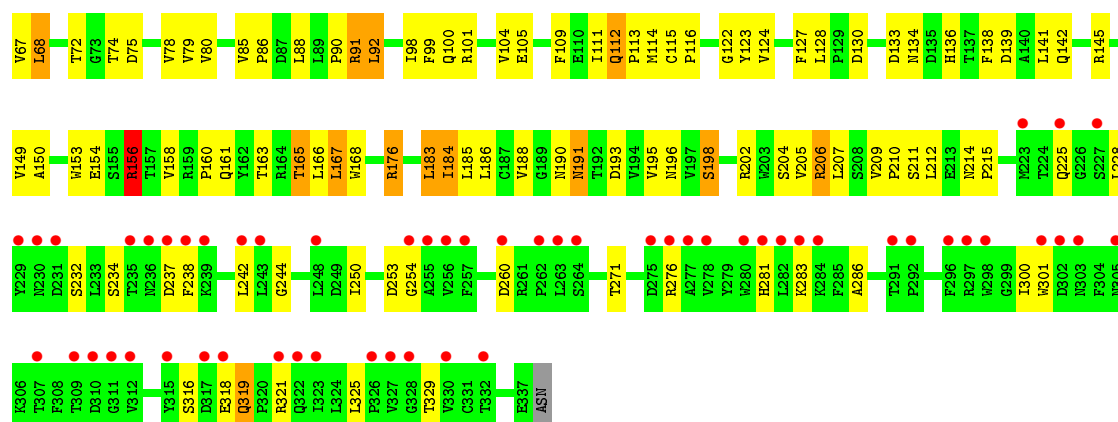 V67 L68 T72 G73 T74 D75 V78 V79 V80 V85 P86 D87 L88 L89 P90 R91 L92 I98 F99 Q100 R101 V104 E105 F109 E110 I111 Q112 P113 M114 C115 P116 G122 Y123 V124 F127 L128 P129 D130 D133 N134 D135 H136 T137 F138 D139 A140 L141 Q142 R145
V149 A150 W153 E154 S155 R156 T157 V158 R159 P160 Q161 Y162 T163 R164 T165 L166 L167 W168 R176 L183 I184 L185 L186 C187 V188 G189 N190 N191 T192 D193 V194 V195 N196 V197 S198 R202 W203 S204 V205 R206 L207 S208 V209 P210 S211 L212 E213 N214 P215 M223 T224 Q225 G226 S227 L228
Y229 N230 D231 S232 L233 S234 T235 N236 D237 F238 K239 L242 L243 G244 L248 D249 I250 D253 G254 A255 V256 F257 D260 R261 P262 L263 S264 T271 D275 R276 A277 V278 Y279 W280 H281 L282 K283 K284 F285 A286 T291 P292 F296 R297 W298 G299 I300 W301 D302 N303 F304 N305
K306 T307 F308 T309 D310 G311 V312 Y315 S316 D317 E318 Q319 P320 R321 Q322 I323 L324 L325 P326 V327 G328 T329 V330 C331 T332 E337 ASN